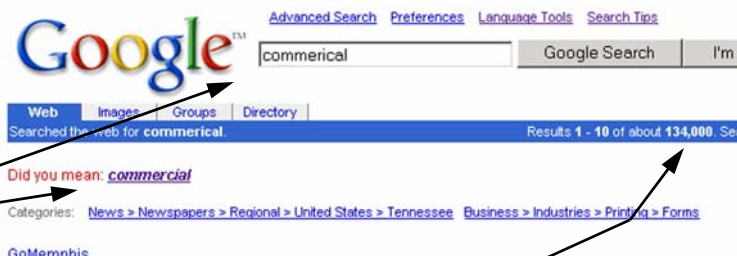 Advanced Search Preferences Language Tools Search Tips
Google™
commerical Google Search I'm
Web Images Groups Directory
Searched the web for commerical. Results 1 - 10 of about 134,000. Se
Did you mean: commercial
Categories: News > Newspapers > Regional > United States > Tennessee Business > Industries > Printing > Forms
GoMemphis